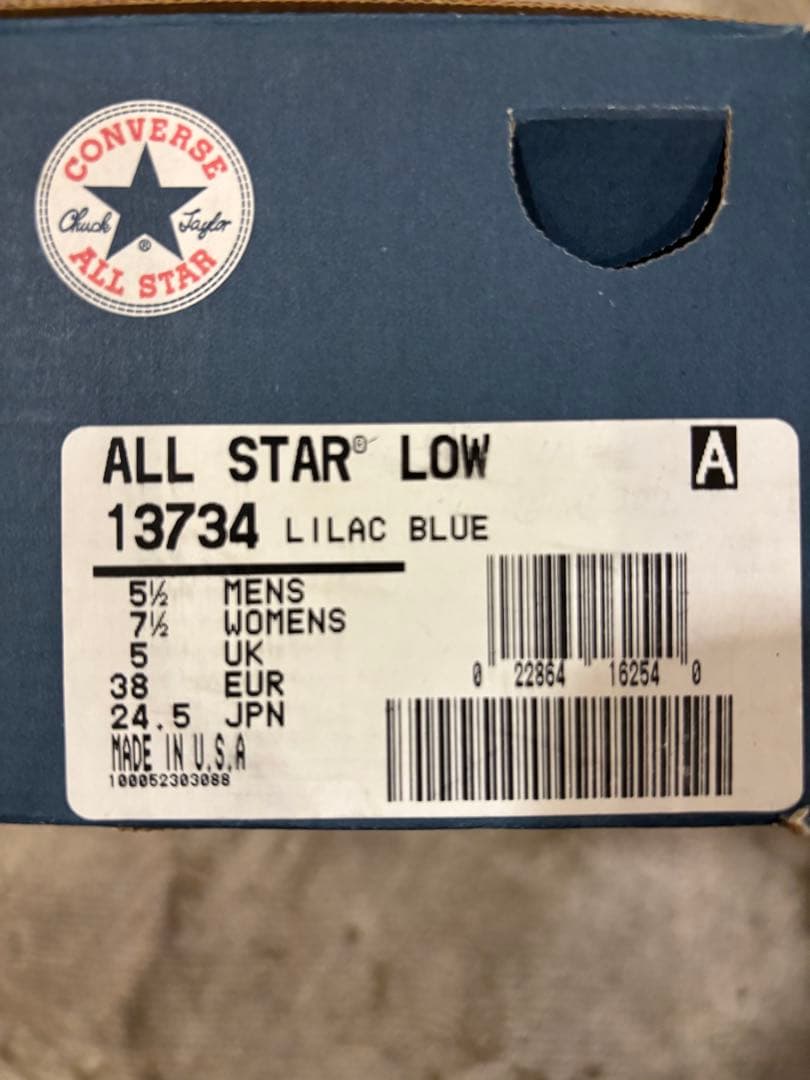 CONVERSE
Chuck Taylor
®
ALL STAR
ALL STAR® LOW
A
13734 LILAC BLUE
5½ MENS
7½ WOMENS
5 UK
38 EUR
24.5 JPN
MADE IN U.S.A
100052303088
0 22864 16254 0